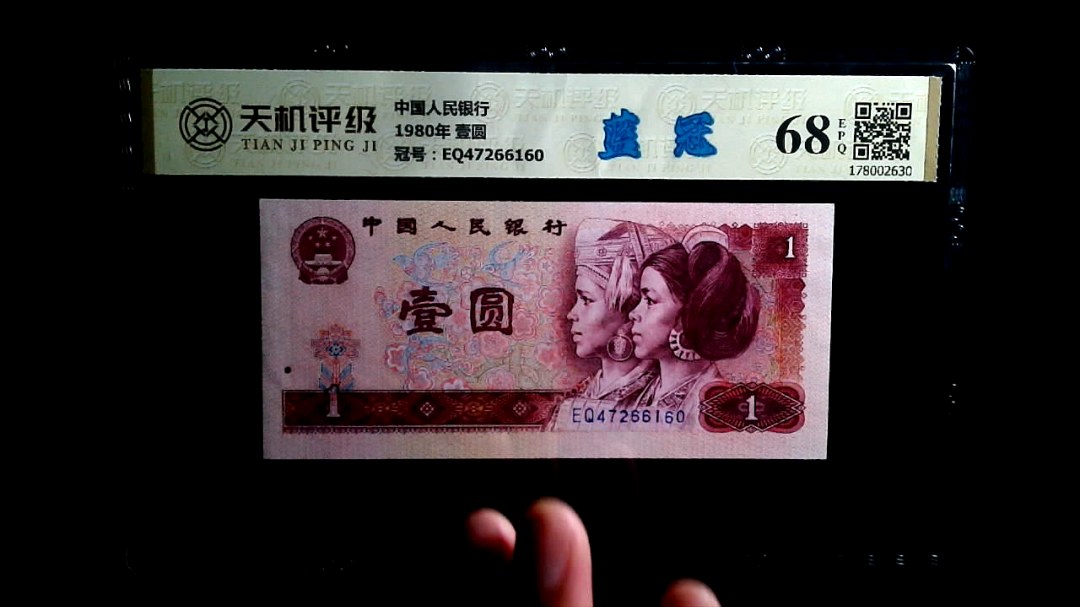 天机评级
TIAN JI PING JI
中国人民银行
1980年 壹圆
冠号：EQ47266160
蓝冠
68
EPQ
178002630
中國人民银行
1
壹圆
1
EQ47266160
1